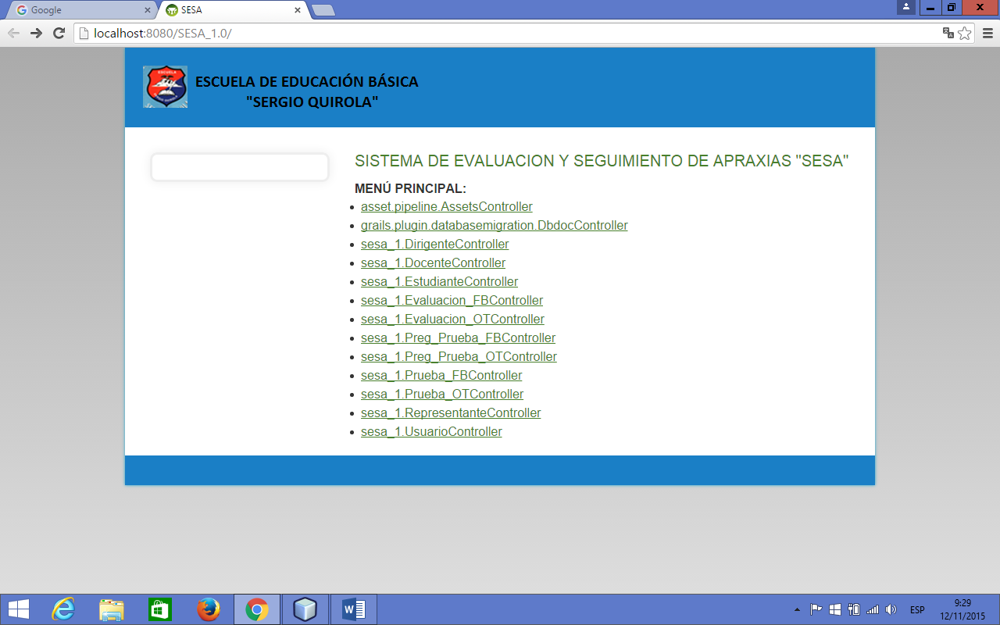 Google
SESA
localhost:8080/SESA_1.0/
ESCUELA
ESCUELA DE EDUCACIÓN BÁSICA
"SERGIO QUIROLA"
SISTEMA DE EVALUACION Y SEGUIMIENTO DE APRAXIAS "SESA"
MENÚ PRINCIPAL:
asset.pipeline.AssetsController
grails.plugin.databasemigration.DbdocController
sesa_1.DirigenteController
sesa_1.DocenteController
sesa_1.EstudianteController
sesa_1.Evaluacion_FBController
sesa_1.Evaluacion_OTController
sesa_1.Preg_Prueba_FBController
sesa_1.Preg_Prueba_OTController
sesa_1.Prueba_FBController
sesa_1.Prueba_OTController
sesa_1.RepresentanteController
sesa_1.UsuarioController
ESP
9:29
12/11/2015